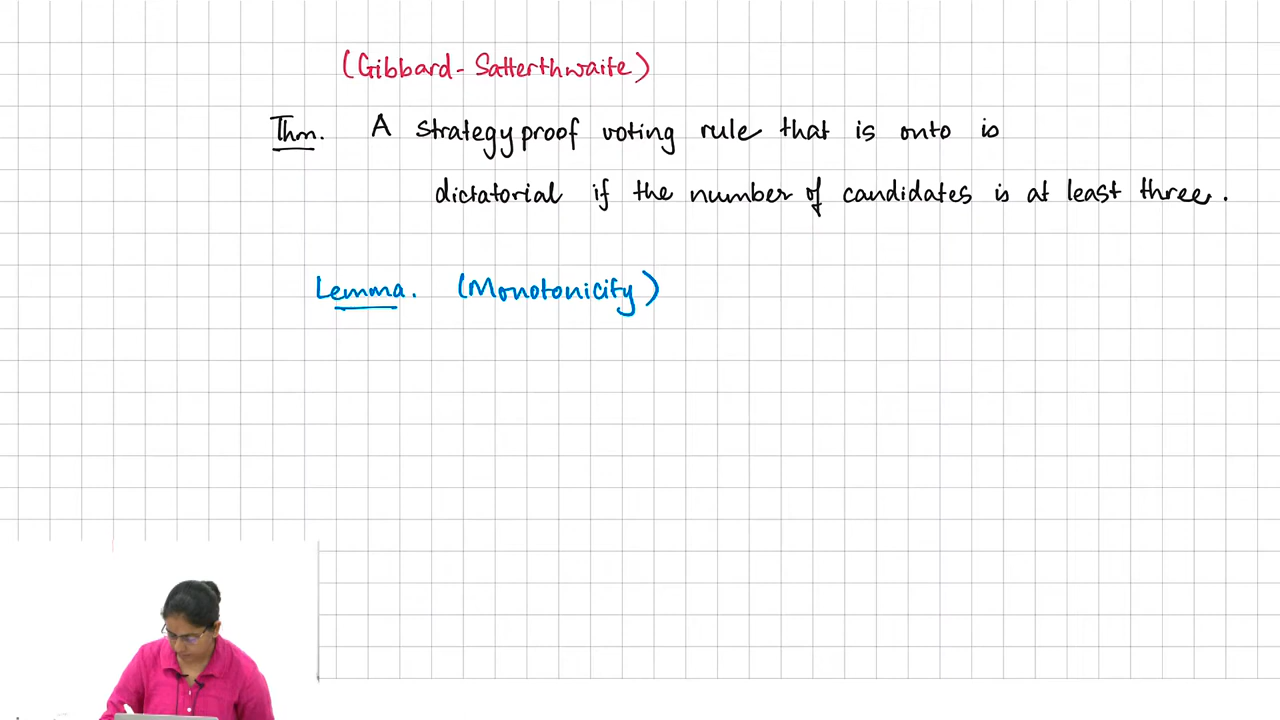 (Gibbard-Satterthwaite)
Thm. A strategyproof voting rule that is onto is
dictatorial if the number of candidates is at least three.
Lemma. (Monotonicity)